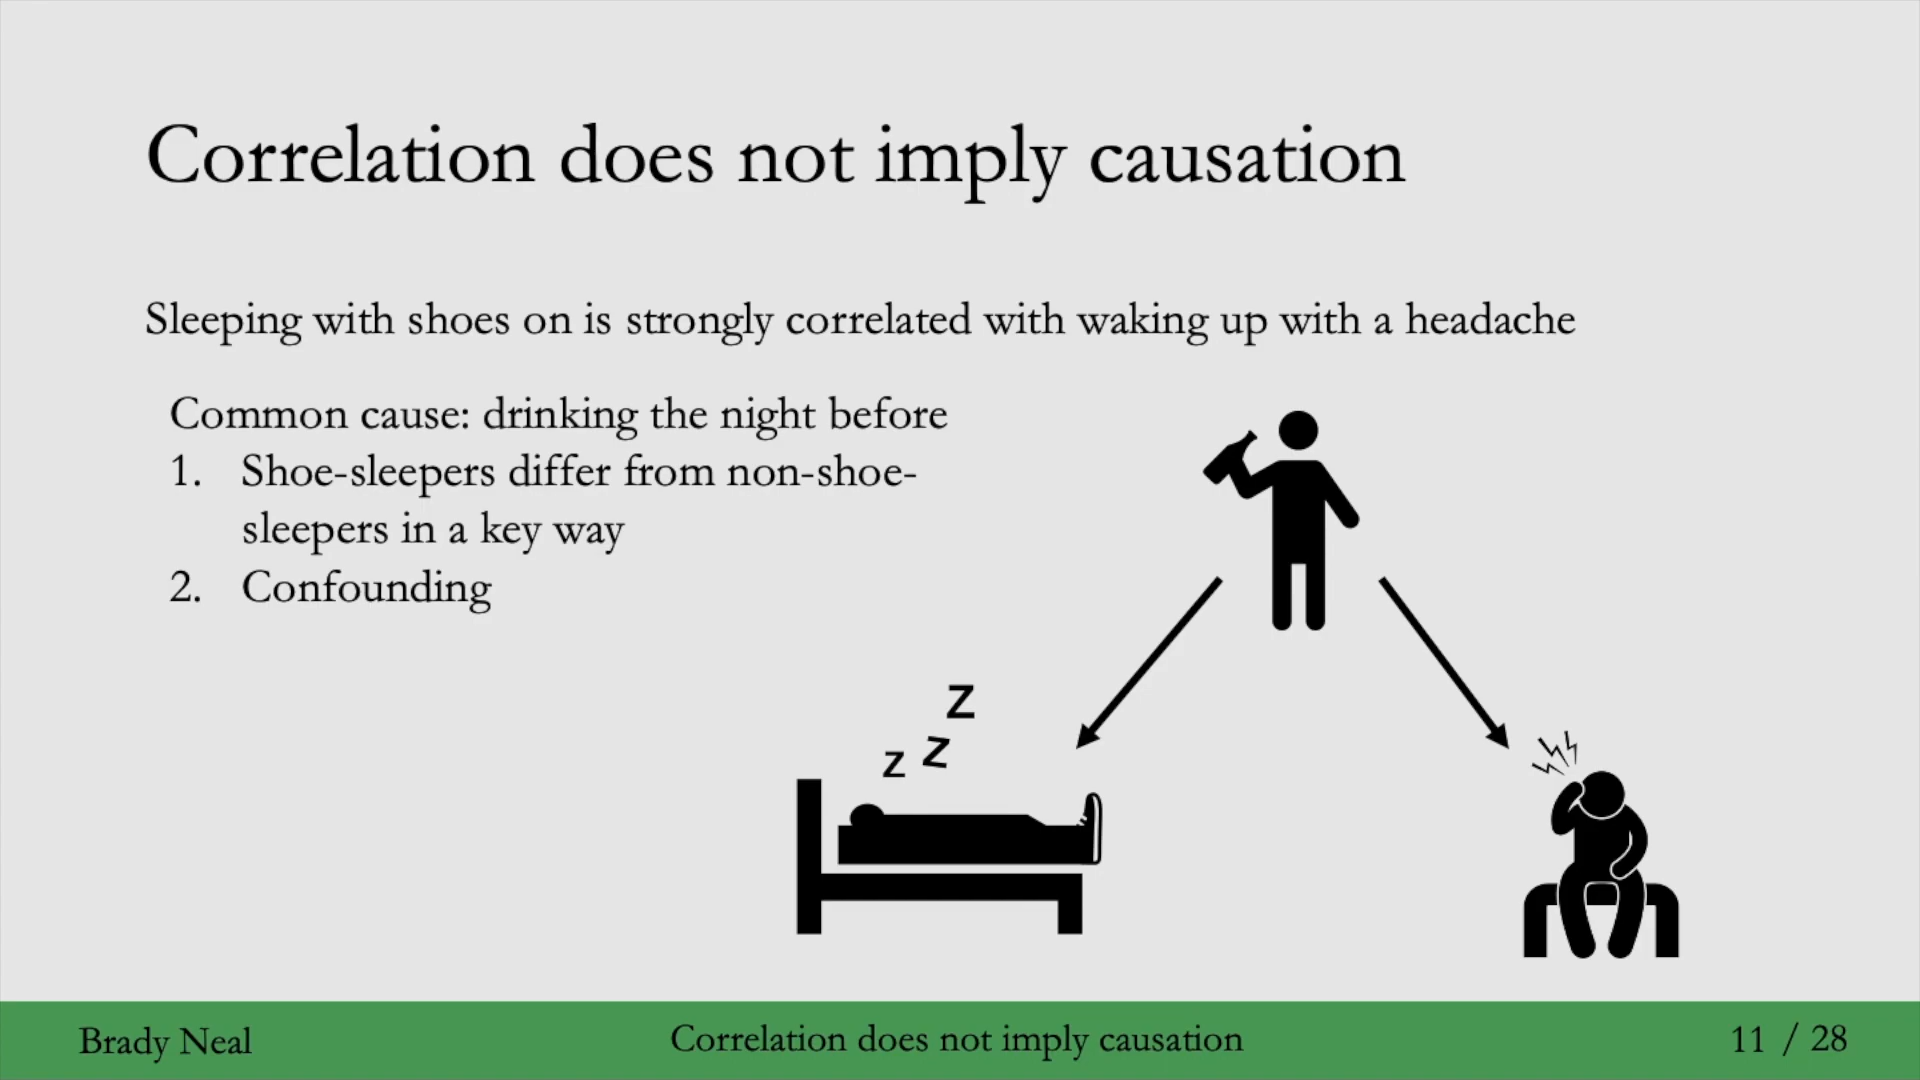 Correlation does not imply causation
Sleeping with shoes on is strongly correlated with waking up with a headache
Common cause: drinking the night before
1. Shoe-sleepers differ from non-shoe-
sleepers in a key way
2. Confounding
z z z
Brady Neal
Correlation does not imply causation
11 / 28